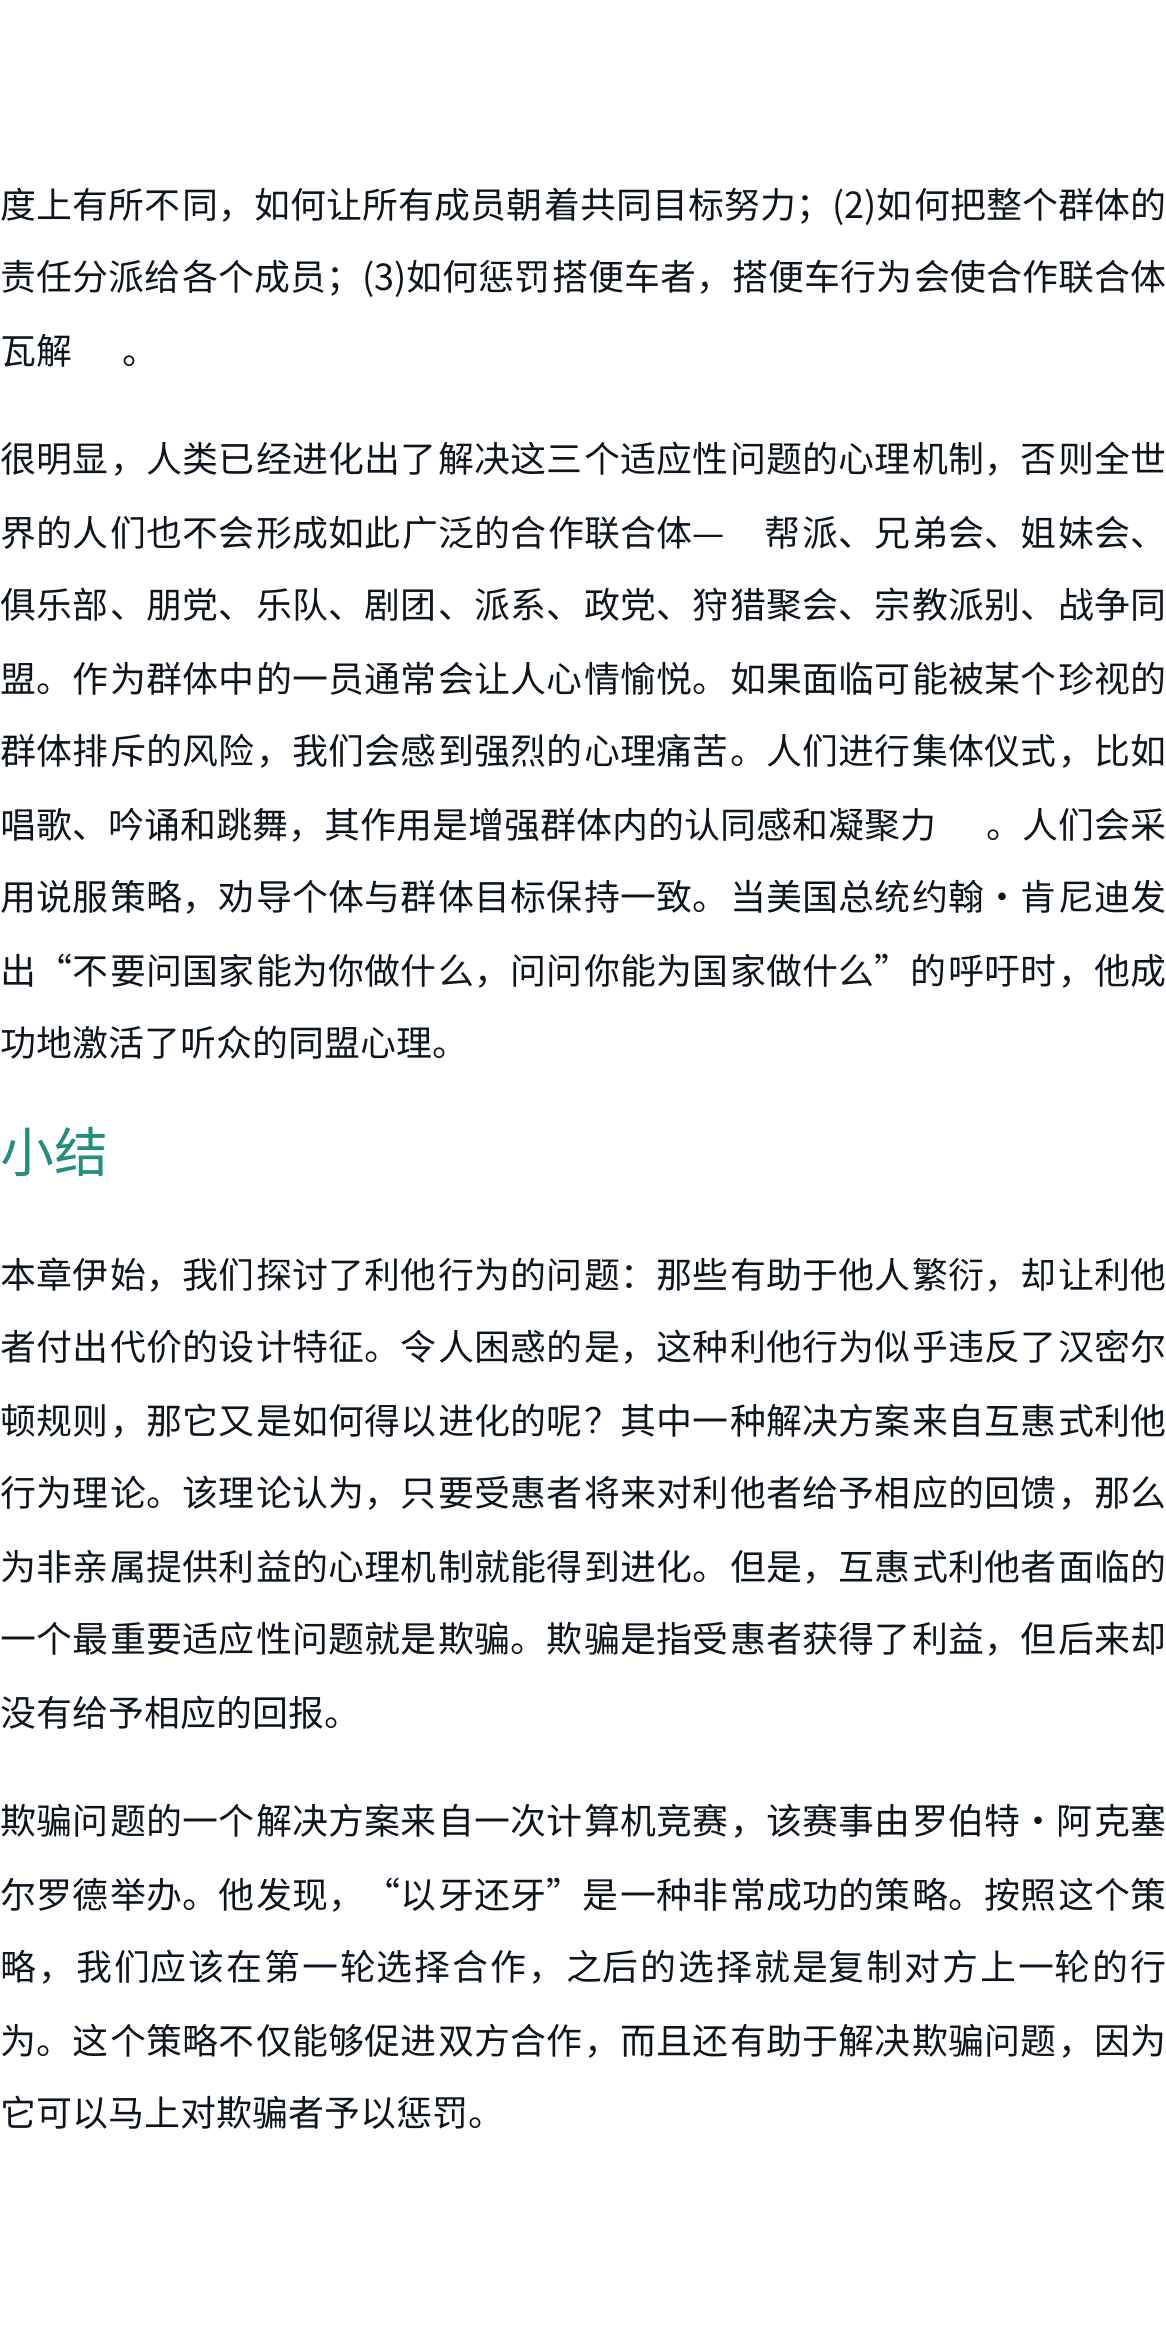 度上有所不同，如何让所有成员朝着共同目标努力；(2)如何把整个群体的
责任分派给各个成员；(3)如何惩罚搭便车者，搭便车行为会使合作联合体
瓦解 。
很明显，人类已经进化出了解决这三个适应性问题的心理机制，否则全世
界的人们也不会形成如此广泛的合作联合体— 帮派、兄弟会、姐妹会、
俱乐部、朋党、乐队、剧团、派系、政党、狩猎聚会、宗教派别、战争同
盟。作为群体中的一员通常会让人心情愉悦。如果面临可能被某个珍视的
群体排斥的风险，我们会感到强烈的心理痛苦。人们进行集体仪式，比如
唱歌、吟诵和跳舞，其作用是增强群体内的认同感和凝聚力 。人们会采
用说服策略，劝导个体与群体目标保持一致。当美国总统约翰·肯尼迪发
出“不要问国家能为你做什么，问问你能为国家做什么”的呼吁时，他成
功地激活了听众的同盟心理。
小结
本章伊始，我们探讨了利他行为的问题：那些有助于他人繁衍，却让利他
者付出代价的设计特征。令人困惑的是，这种利他行为似乎违反了汉密尔
顿规则，那它又是如何得以进化的呢？其中一种解决方案来自互惠式利他
行为理论。该理论认为，只要受惠者将来对利他者给予相应的回馈，那么
为非亲属提供利益的心理机制就能得到进化。但是，互惠式利他者面临的
一个最重要适应性问题就是欺骗。欺骗是指受惠者获得了利益，但后来却
没有给予相应的回报。
欺骗问题的一个解决方案来自一次计算机竞赛，该赛事由罗伯特·阿克塞
尔罗德举办。他发现，“以牙还牙”是一种非常成功的策略。按照这个策
略，我们应该在第一轮选择合作，之后的选择就是复制对方上一轮的行
为。这个策略不仅能够促进双方合作，而且还有助于解决欺骗问题，因为
它可以马上对欺骗者予以惩罚。